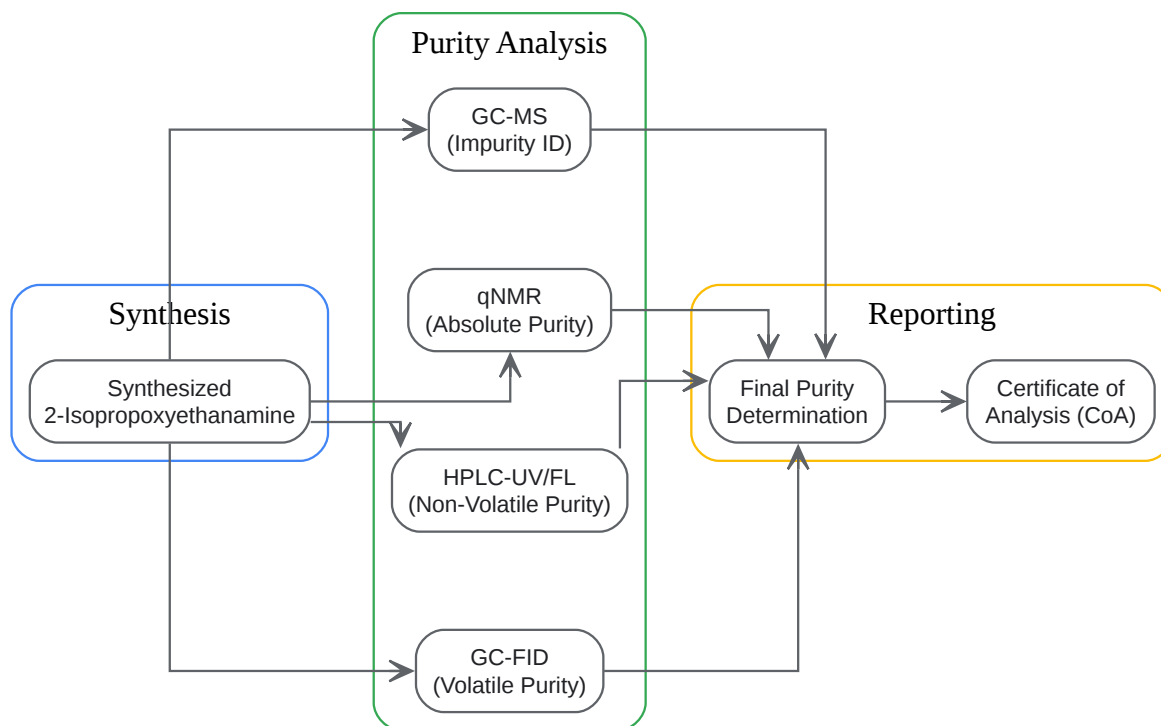 Purity Analysis
GC-MS
(Impurity ID)
Synthesis
Synthesized
2-Isopropoxyethanamine
qNMR
(Absolute Purity)
HPLC-UV/FL
(Non-Volatile Purity)
GC-FID
(Volatile Purity)
Reporting
Final Purity
Determination
Certificate of
Analysis (CoA)